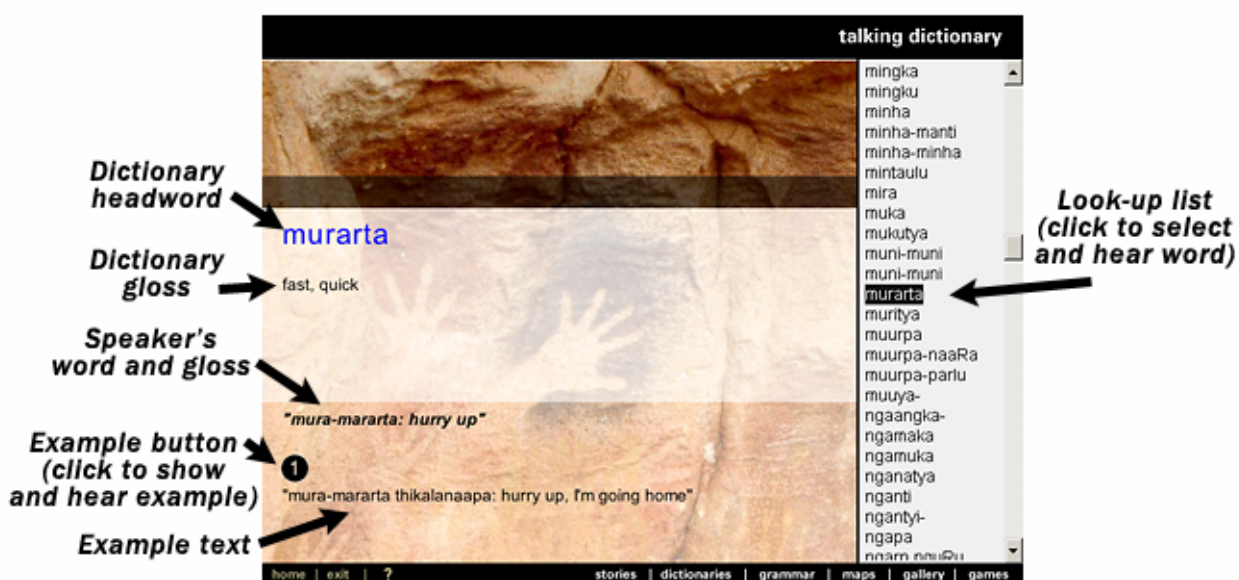 talking dictionary
Dictionary
headword
murarta
Dictionary
gloss
fast, quick
Speaker's
word and gloss
"mura-mararta: hurry up"
Example button
(click to show
and hear example)
1
"mura-mararta thikalanaapa: hurry up, I'm going home"
Example text
mingka
mingku
minha
minha-manti
minha-minha
mintaulu
mira
muka
mukutya
muni-muni
muni-muni
murarta
muritya
muurpa
muurpa-naaRa
muurpa-parlu
muuya-
ngaangka-
ngamaka
ngamuka
nganatya
nganti
ngantyi-
ngapa
ngarn nguRu
Look-up list
(click to select
and hear word)
home | exit | ?
stories | dictionaries | grammar | maps | gallery | games